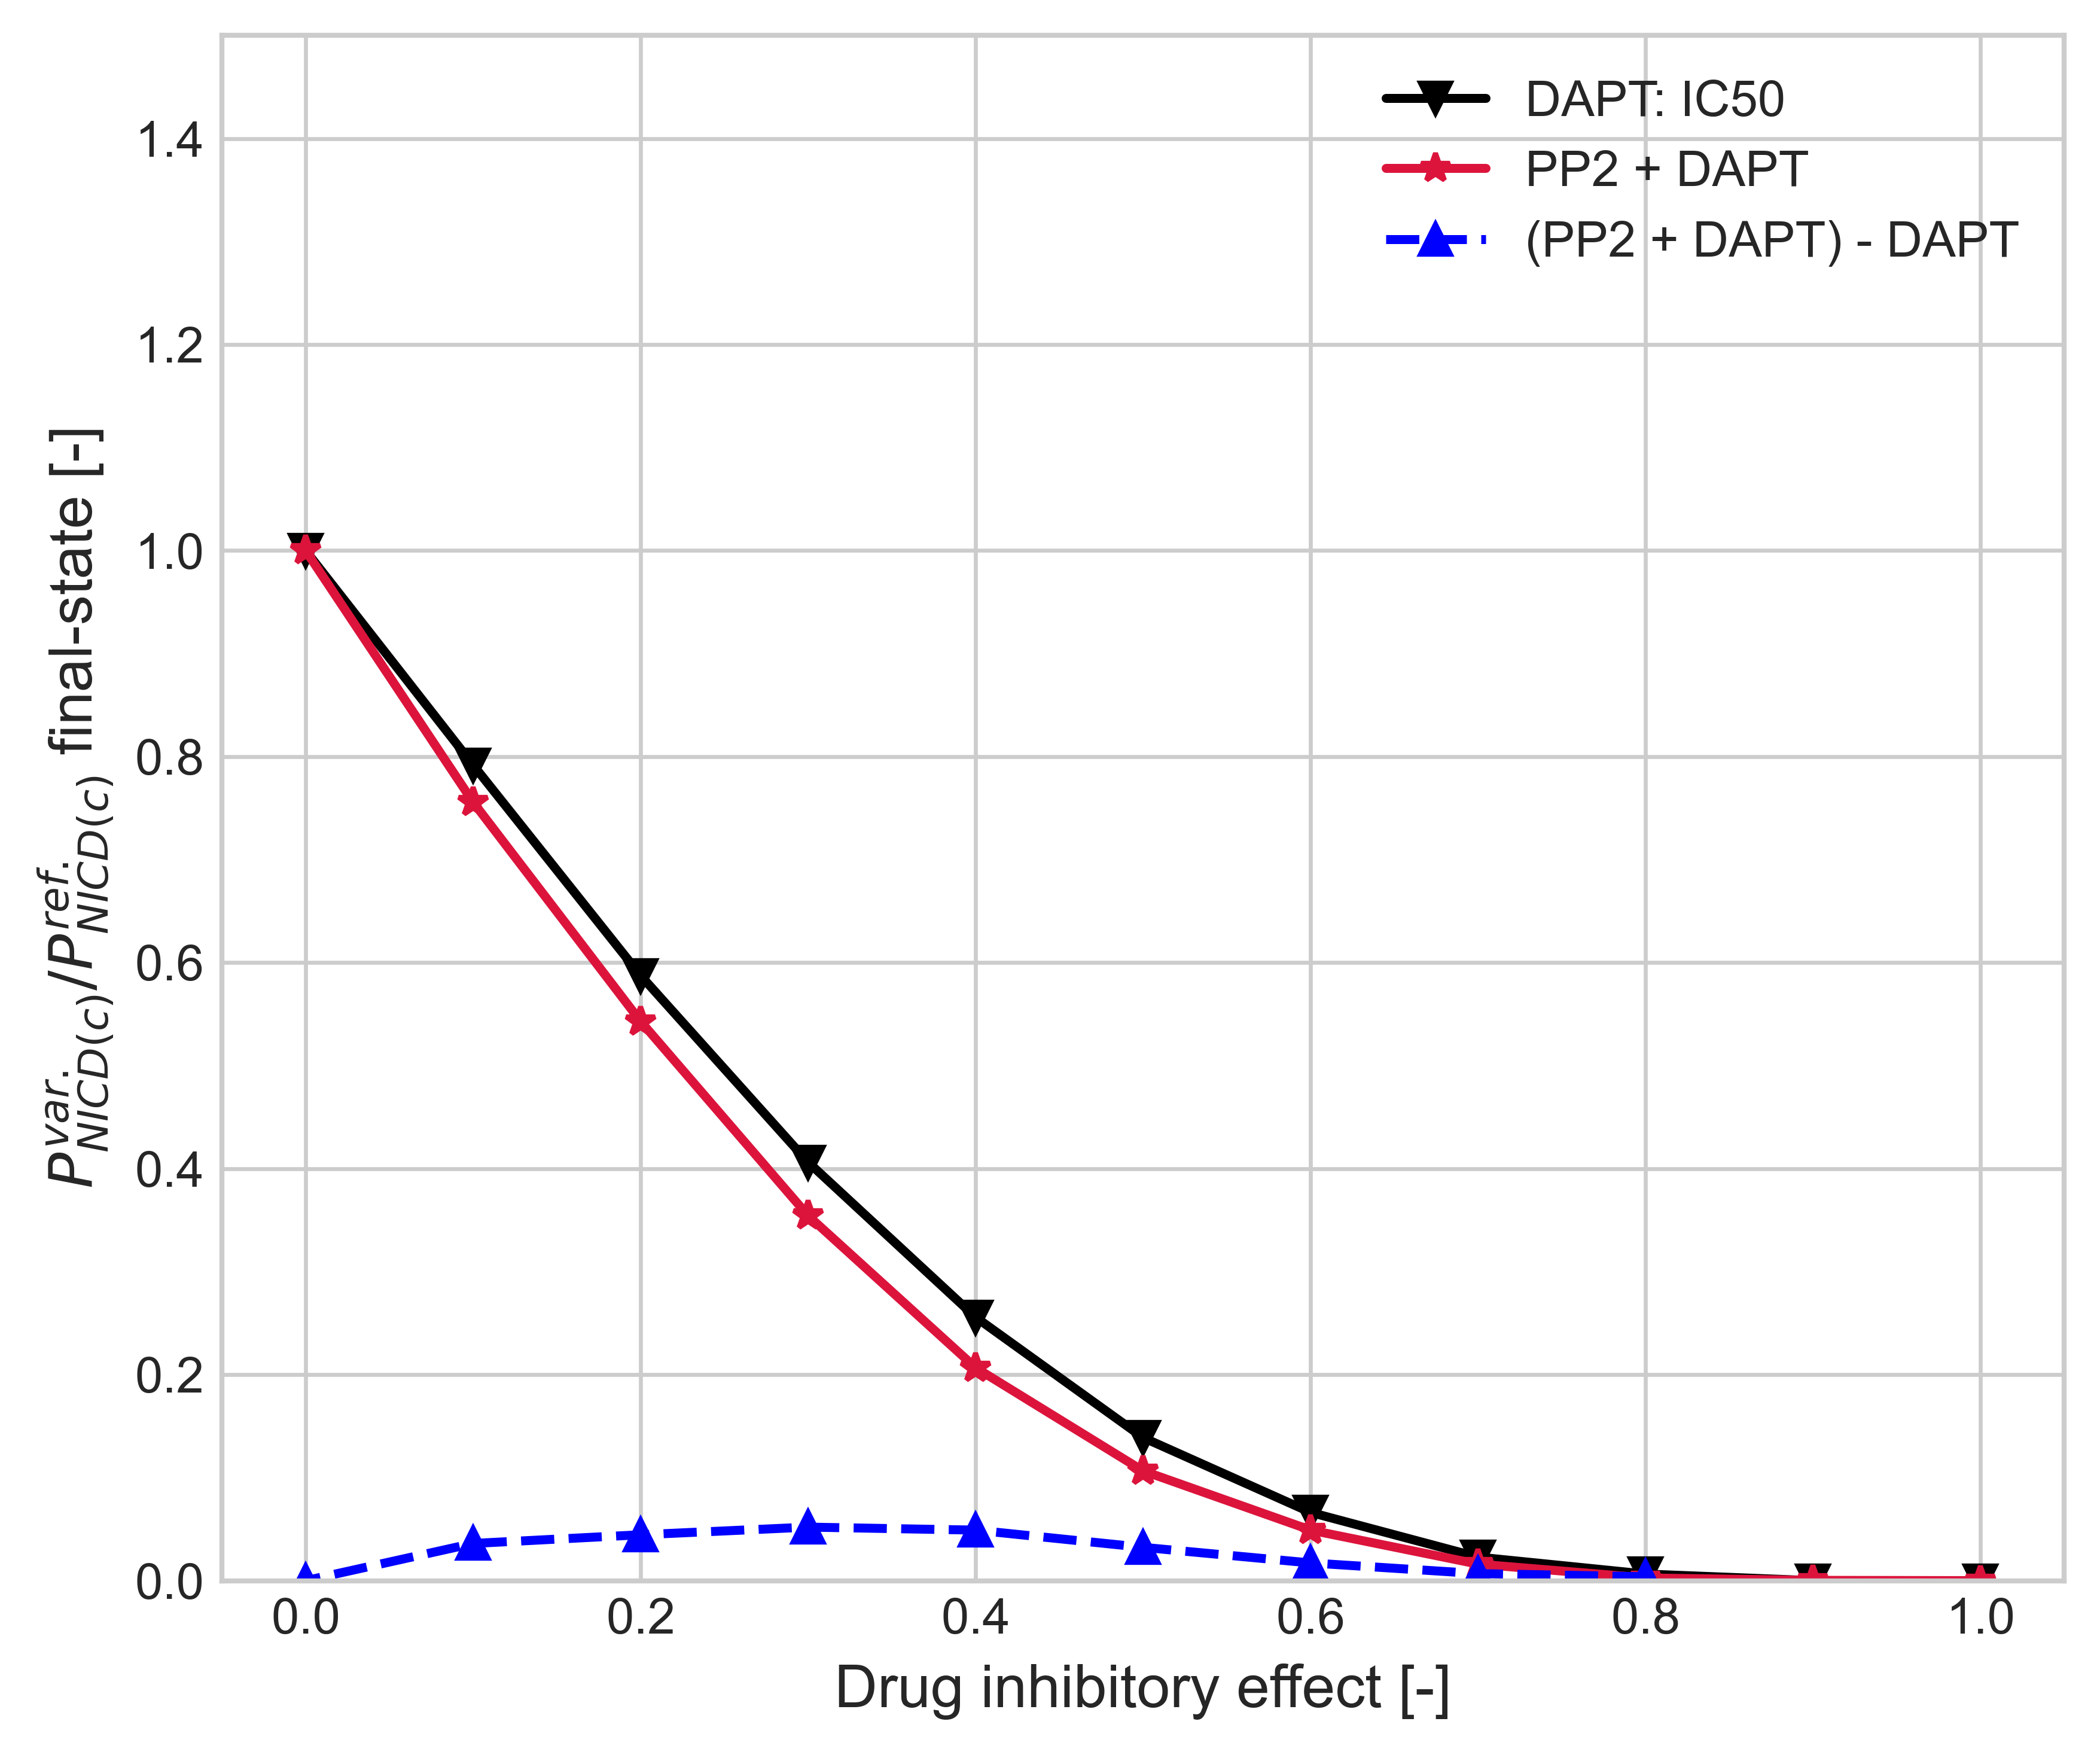 DAPT: IC50
PP2 + DAPT
(PP2 + DAPT) - DAPT
1.4
1.2
1.0
0.8
0.6
0.4
0.2
0.0
P^{var.}_{NICD(c)}/P^{ref.}_{NICD(c)} final-state [-]
0.0 0.2 0.4 0.6 0.8 1.0
Drug inhibitory effect [-]